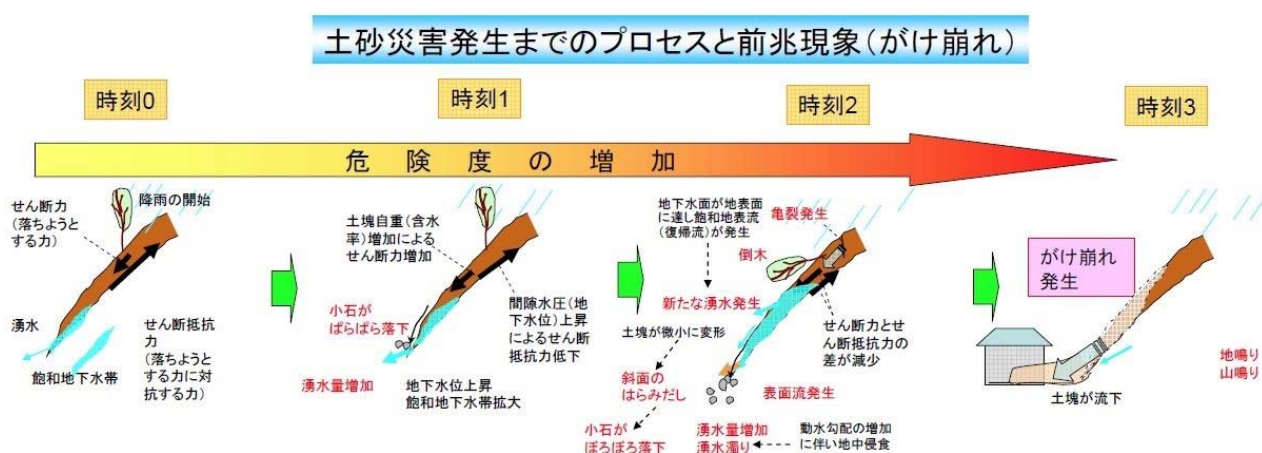 土砂災害発生までのプロセスと前兆現象(がけ崩れ)
時刻0
時刻1
時刻2
時刻3
危険度の増加
降雨の開始
せん断力
(落ちようと
する力)
湧水
飽和地下水帯
せん断抵抗
力
(落ちようと
する力に対
抗する力)
土塊自重(含水
率)増加による
せん断力増加
小石が
ぱらぱら落下
間隙水圧(地
下水位)上昇
によるせん断
抵抗力低下
湧水量増加
地下水位上昇
飽和地下水帯拡大
地下水面が地表面
に達し飽和地表流
(復帰流)が発生
亀裂発生
倒木
新たな湧水発生
土塊が微小に変形
せん断力とせ
ん断抵抗力の
差が減少
斜面の
はらみだし
表面流発生
小石が
ぼろぼろ落下
湧水量増加
湧水濁り
動水勾配の増加
に伴い地中侵食
がけ崩れ
発生
土塊が流下
地鳴り
山鳴り